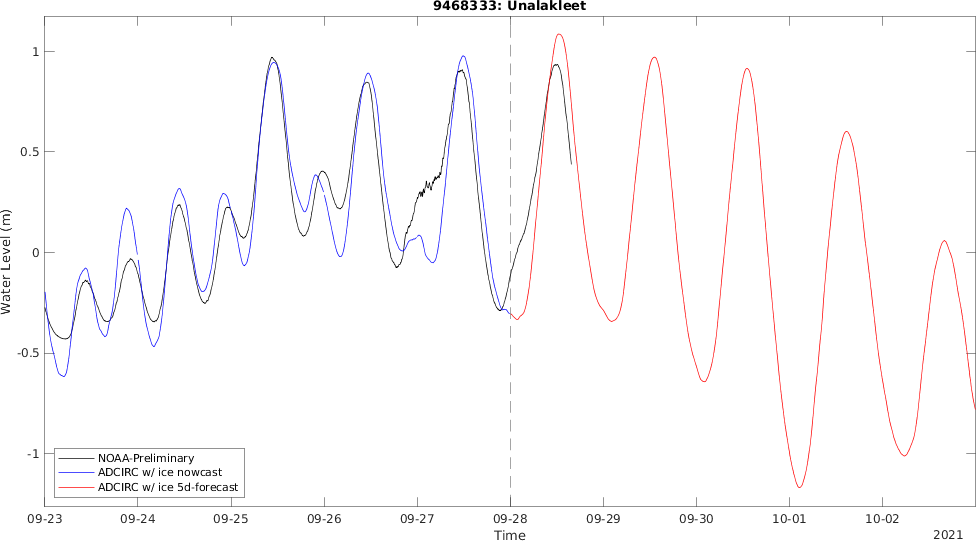 9468333: Unalakleet
Water Level (m)
1
0.5
0
-0.5
-1
NOAA-Preliminary
ADCIRC w/ ice nowcast
ADCIRC w/ ice 5d-forecast
09-23 09-24 09-25 09-26 09-27 09-28 09-29 09-30 10-01 10-02
Time
2021